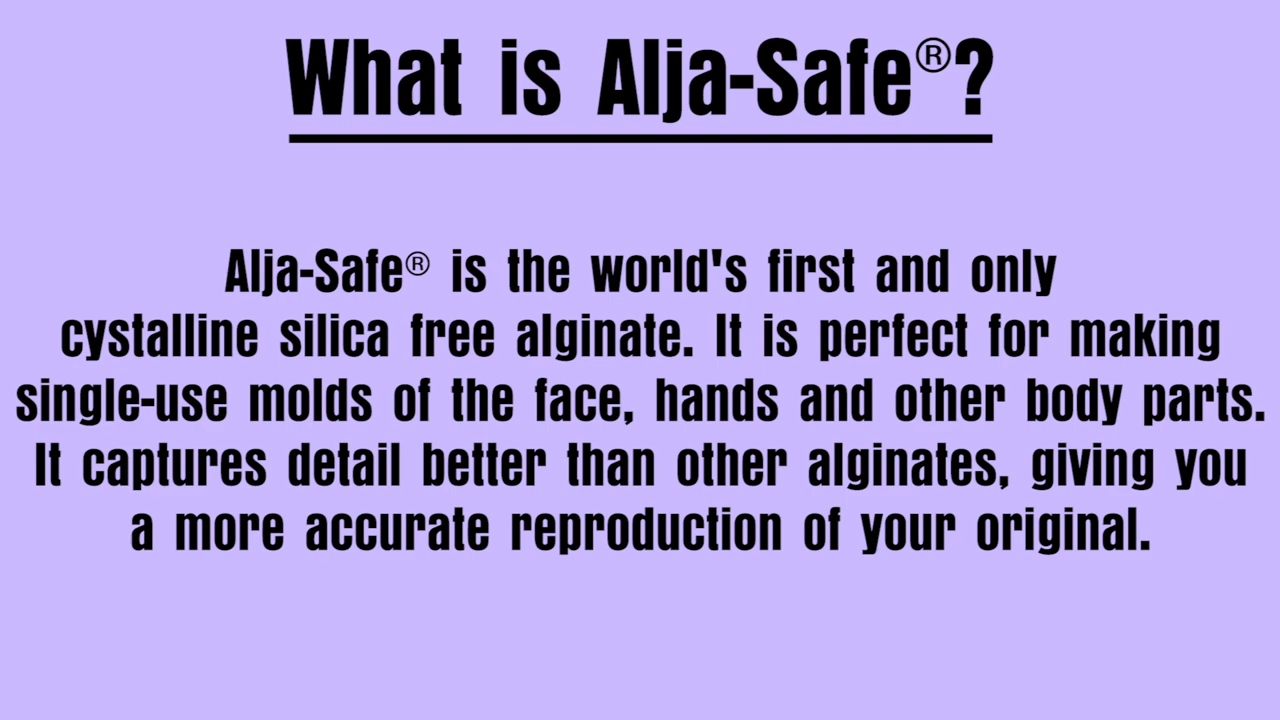 What is Alja-Safe®?
Alja-Safe® is the world's first and only
cystalline silica free alginate. It is perfect for making
single-use molds of the face, hands and other body parts.
It captures detail better than other alginates, giving you
a more accurate reproduction of your original.